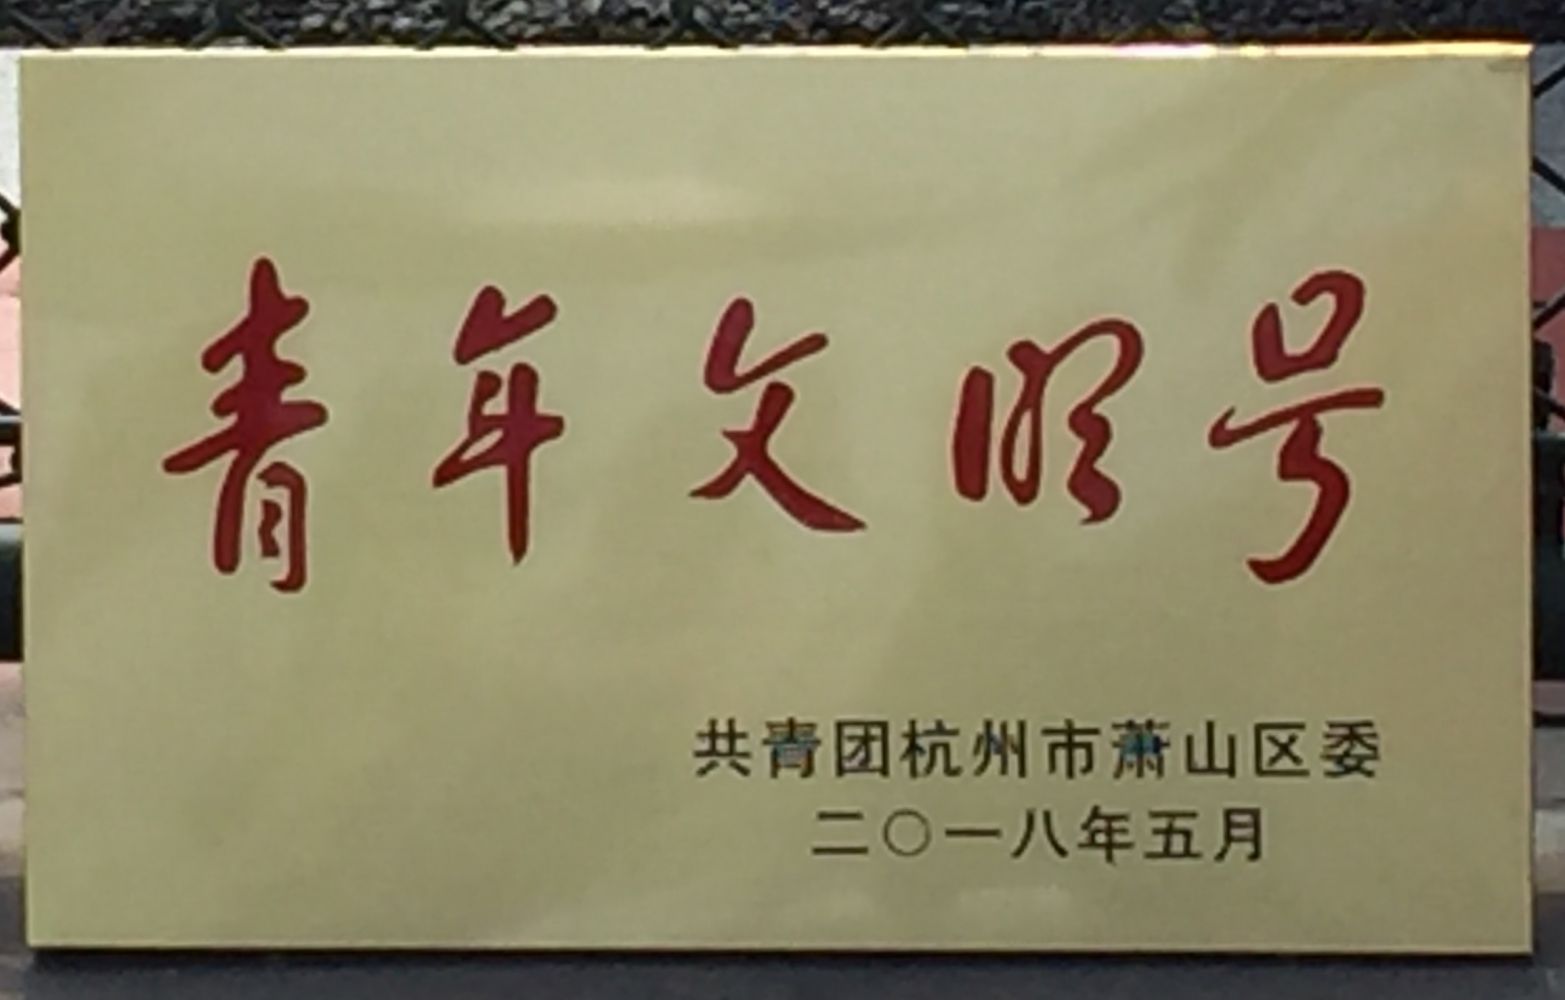 青年文明号
共青团杭州市萧山区委
二〇一八年五月